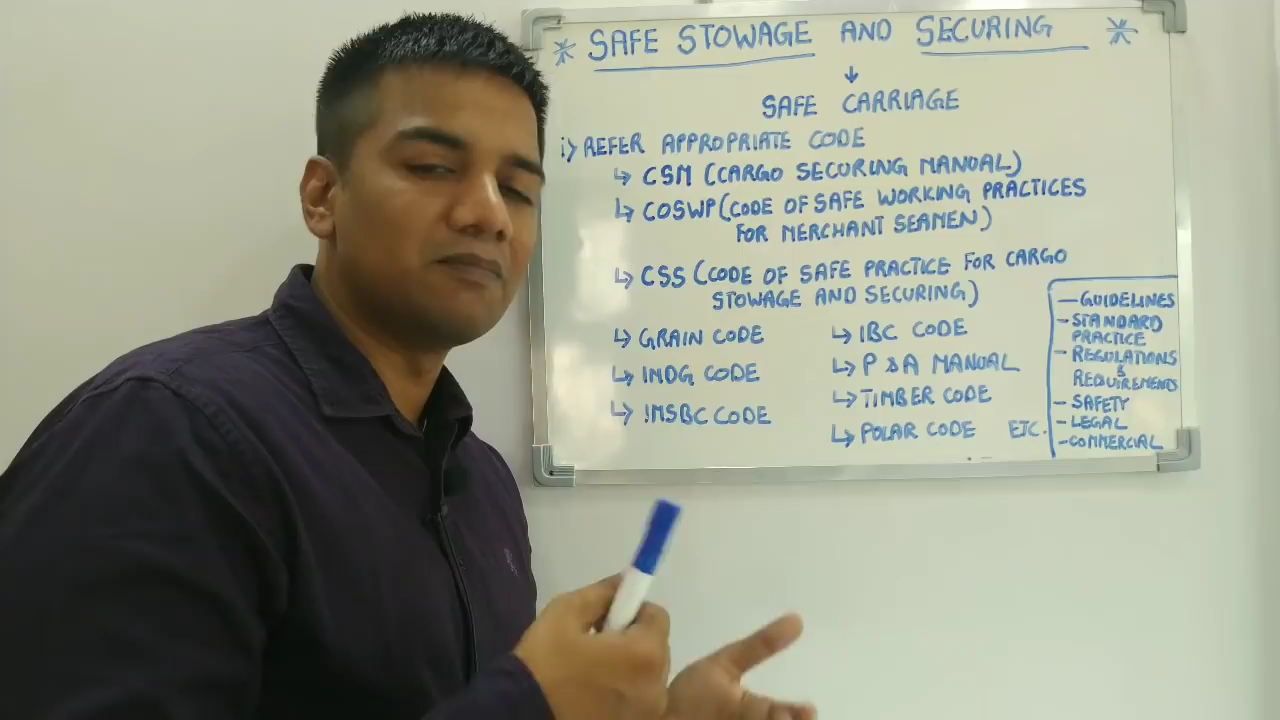 * SAFE STOWAGE AND SECURING *
↓
SAFE CARRIAGE
i) REFER APPROPRIATE CODE
↳ CSM (CARGO SECURING MANUAL)
↳ COSWP (CODE OF SAFE WORKING PRACTICES
FOR MERCHANT SEAMEN)
↳ CSS (CODE OF SAFE PRACTICE FOR CARGO
STOWAGE AND SECURING)
↳ GRAIN CODE
↳ IMDG CODE
↳ IMSBC CODE
↳ IBC CODE
↳ P & A MANUAL
↳ TIMBER CODE
↳ POLAR CODE ETC.
- GUIDELINES
- STANDARD
PRACTICE
- REGULATIONS
&
REQUIREMENTS
- SAFETY
- LEGAL
- COMMERCIAL